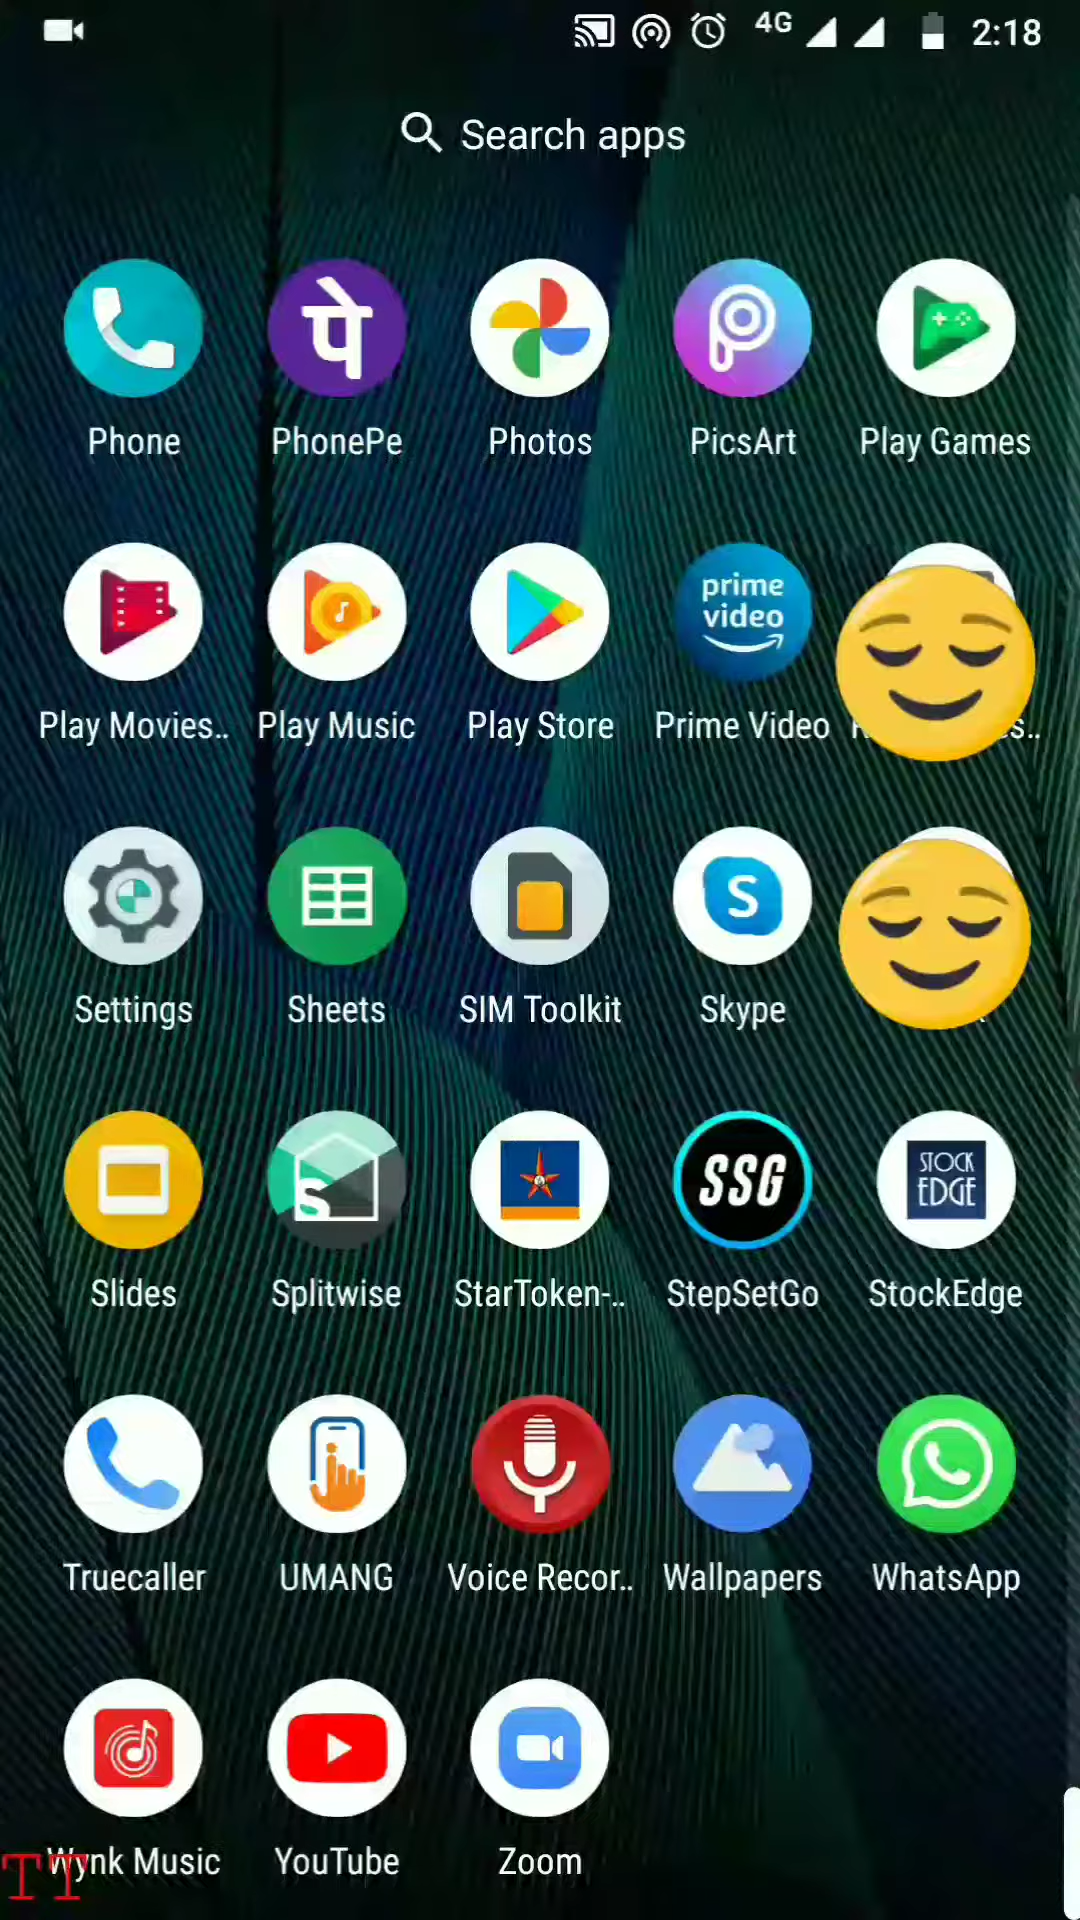 4G 2:18
Search apps
पे
Phone PhonePe Photos PicsArt Play Games
prime
video
Play Movies.. Play Music Play Store Prime Video
S
Settings Sheets SIM Toolkit Skype
S SSG STOCK
EDGE
Slides Splitwise StarToken-.. StepSetGo StockEdge
Truecaller UMANG Voice Recor.. Wallpapers WhatsApp
Wynk Music YouTube Zoom
TT